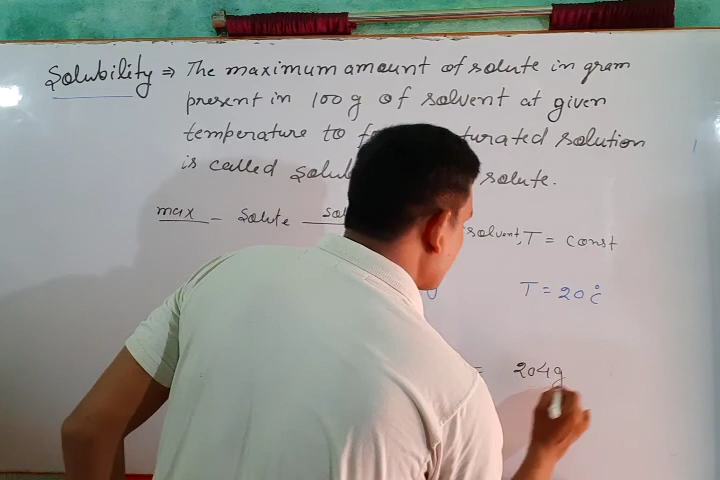 Solubility ⇒ The maximum amount of solute in gram
present in 100 g of solvent at given
temperature to turated solution
is called solute.
max - Solute solvent, T = const
T = 20°C
= 204g